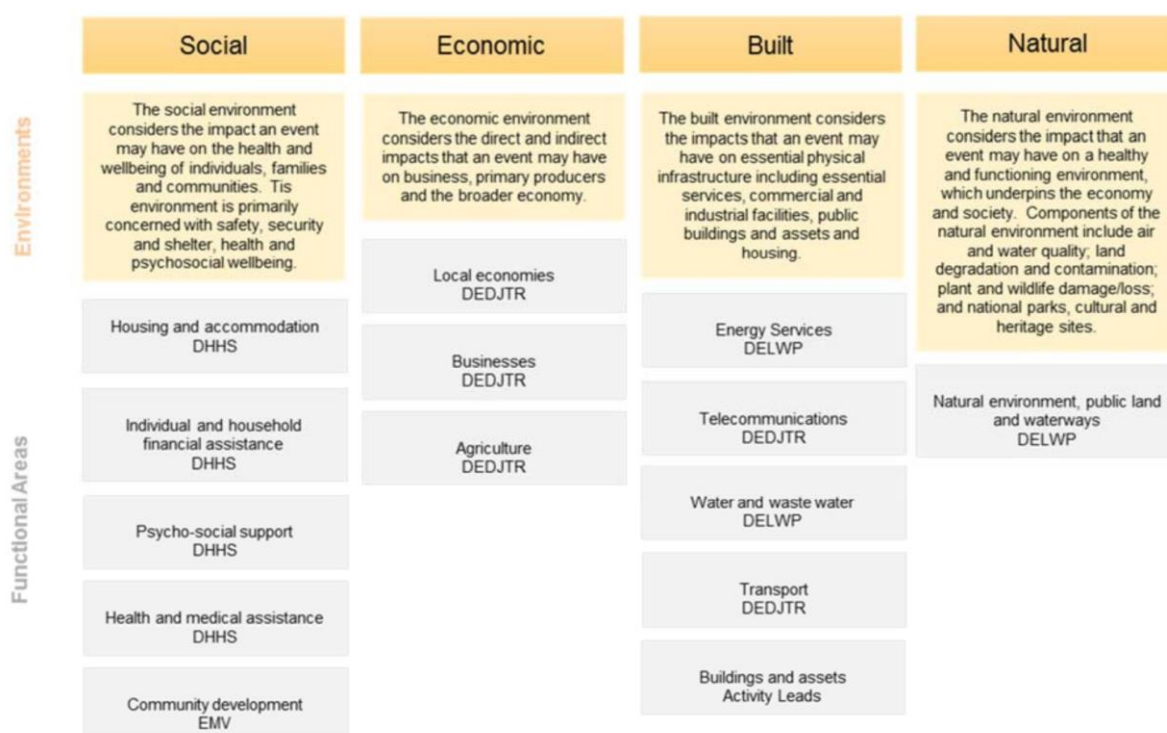 Social
Economic
Built
Natural
Environments
The social environment
considers the impact an event
may have on the health and
wellbeing of individuals, families
and communities. Tis
environment is primarily
concerned with safety, security
and shelter, health and
psychosocial wellbeing.
The economic environment
considers the direct and indirect
impacts that an event may have
on business, primary producers
and the broader economy.
The built environment considers
the impacts that an event may
have on essential physical
infrastructure including essential
services, commercial and
industrial facilities, public
buildings and assets and
housing.
The natural environment
considers the impact that an
event may have on a healthy
and functioning environment,
which underpins the economy
and society. Components of the
natural environment include air
and water quality; land
degradation and contamination;
plant and wildlife damage/loss;
and national parks, cultural and
heritage sites.
Functional Areas
Housing and accommodation
DHHS
Individual and household
financial assistance
DHHS
Psycho-social support
DHHS
Health and medical assistance
DHHS
Community development
EMV
Local economies
DEDJTR
Businesses
DEDJTR
Agriculture
DEDJTR
Energy Services
DELWP
Telecommunications
DEDJTR
Water and waste water
DELWP
Transport
DEDJTR
Buildings and assets
Activity Leads
Natural environment, public land
and waterways
DELWP